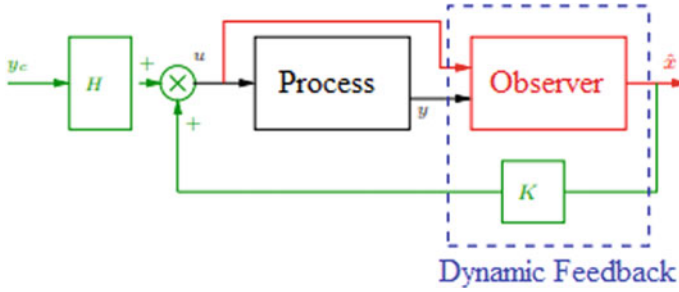 y_c
H
+
+
u
Process
y
Observer
x̂
K
Dynamic Feedback